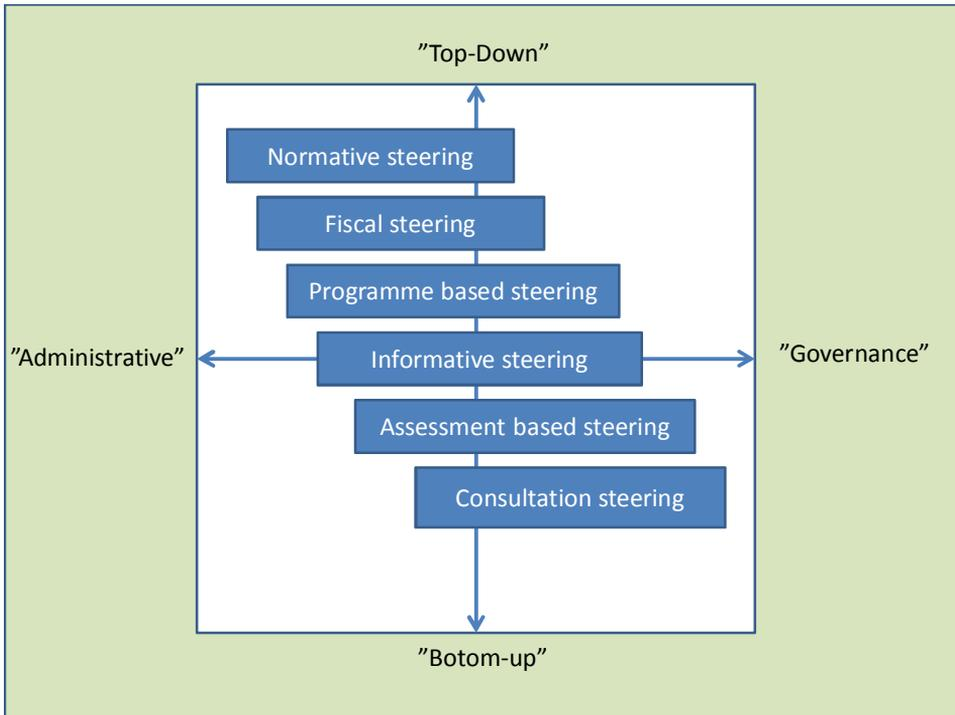 ”Top-Down”
Normative steering
Fiscal steering
Programme based steering
”Administrative”
Informative steering
”Governance”
Assessment based steering
Consultation steering
”Botom-up”